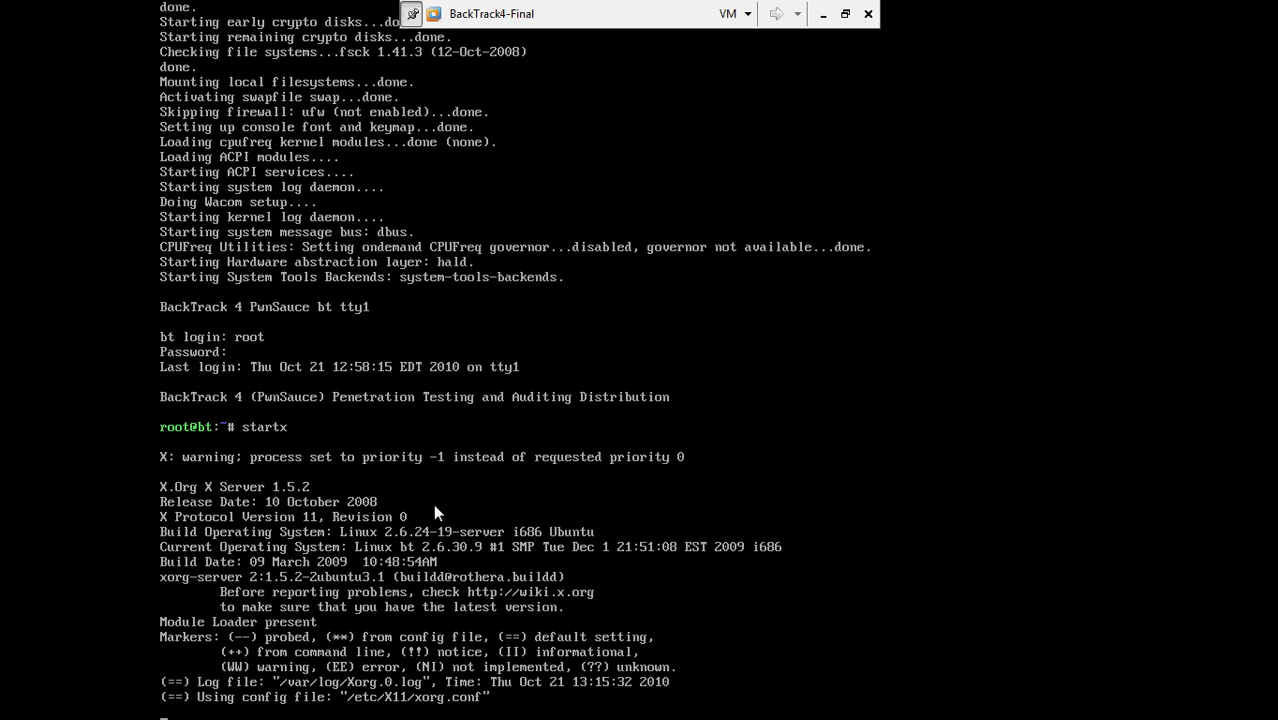 done.
BackTrack4-Final
VM
Starting early crypto disks...do
Starting remaining crypto disks...done.
Checking file systems...fsck 1.41.3 (12-Oct-2008)
done.
Mounting local filesystems...done.
Activating swapfile swap...done.
Skipping firewall: ufw (not enabled)...done.
Setting up console font and keymap...done.
Loading cpufreq kernel modules...done (none).
Loading ACPI modules....
Starting ACPI services....
Starting system log daemon....
Doing Wacom setup....
Starting kernel log daemon....
Starting system message bus: dbus.
CPUFreq Utilities: Setting ondemand CPUFreq governor...disabled, governor not available...done.
Starting Hardware abstraction layer: hald.
Starting System Tools Backends: system-tools-backends.
BackTrack 4 PwnSauce bt tty1
bt login: root
Password:
Last login: Thu Oct 21 12:58:15 EDT 2010 on tty1
BackTrack 4 (PwnSauce) Penetration Testing and Auditing Distribution
root@bt:~# startx
X: warning; process set to priority -1 instead of requested priority 0
X.Org X Server 1.5.2
Release Date: 10 October 2008
X Protocol Version 11, Revision 0
Build Operating System: Linux 2.6.24-19-server i686 Ubuntu
Current Operating System: Linux bt 2.6.30.9 #1 SMP Tue Dec 1 21:51:08 EST 2009 i686
Build Date: 09 March 2009  10:48:54AM
xorg-server 2:1.5.2-2ubuntu3.1 (buildd@rothera.buildd)
Before reporting problems, check http://wiki.x.org
to make sure that you have the latest version.
Module Loader present
Markers: (--) probed, (**) from config file, (==) default setting,
(++) from command line, (!!) notice, (II) informational,
(WW) warning, (EE) error, (NI) not implemented, (??) unknown.
(==) Log file: "/var/log/Xorg.0.log", Time: Thu Oct 21 13:15:32 2010
(==) Using config file: "/etc/X11/xorg.conf"